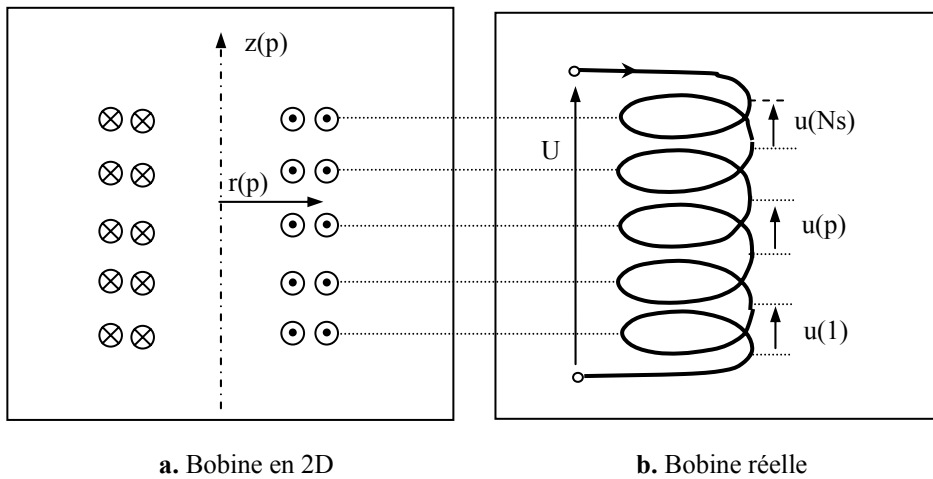 z(p)
r(p)
U
u(Ns)
u(p)
u(1)
a. Bobine en 2D
b. Bobine réelle